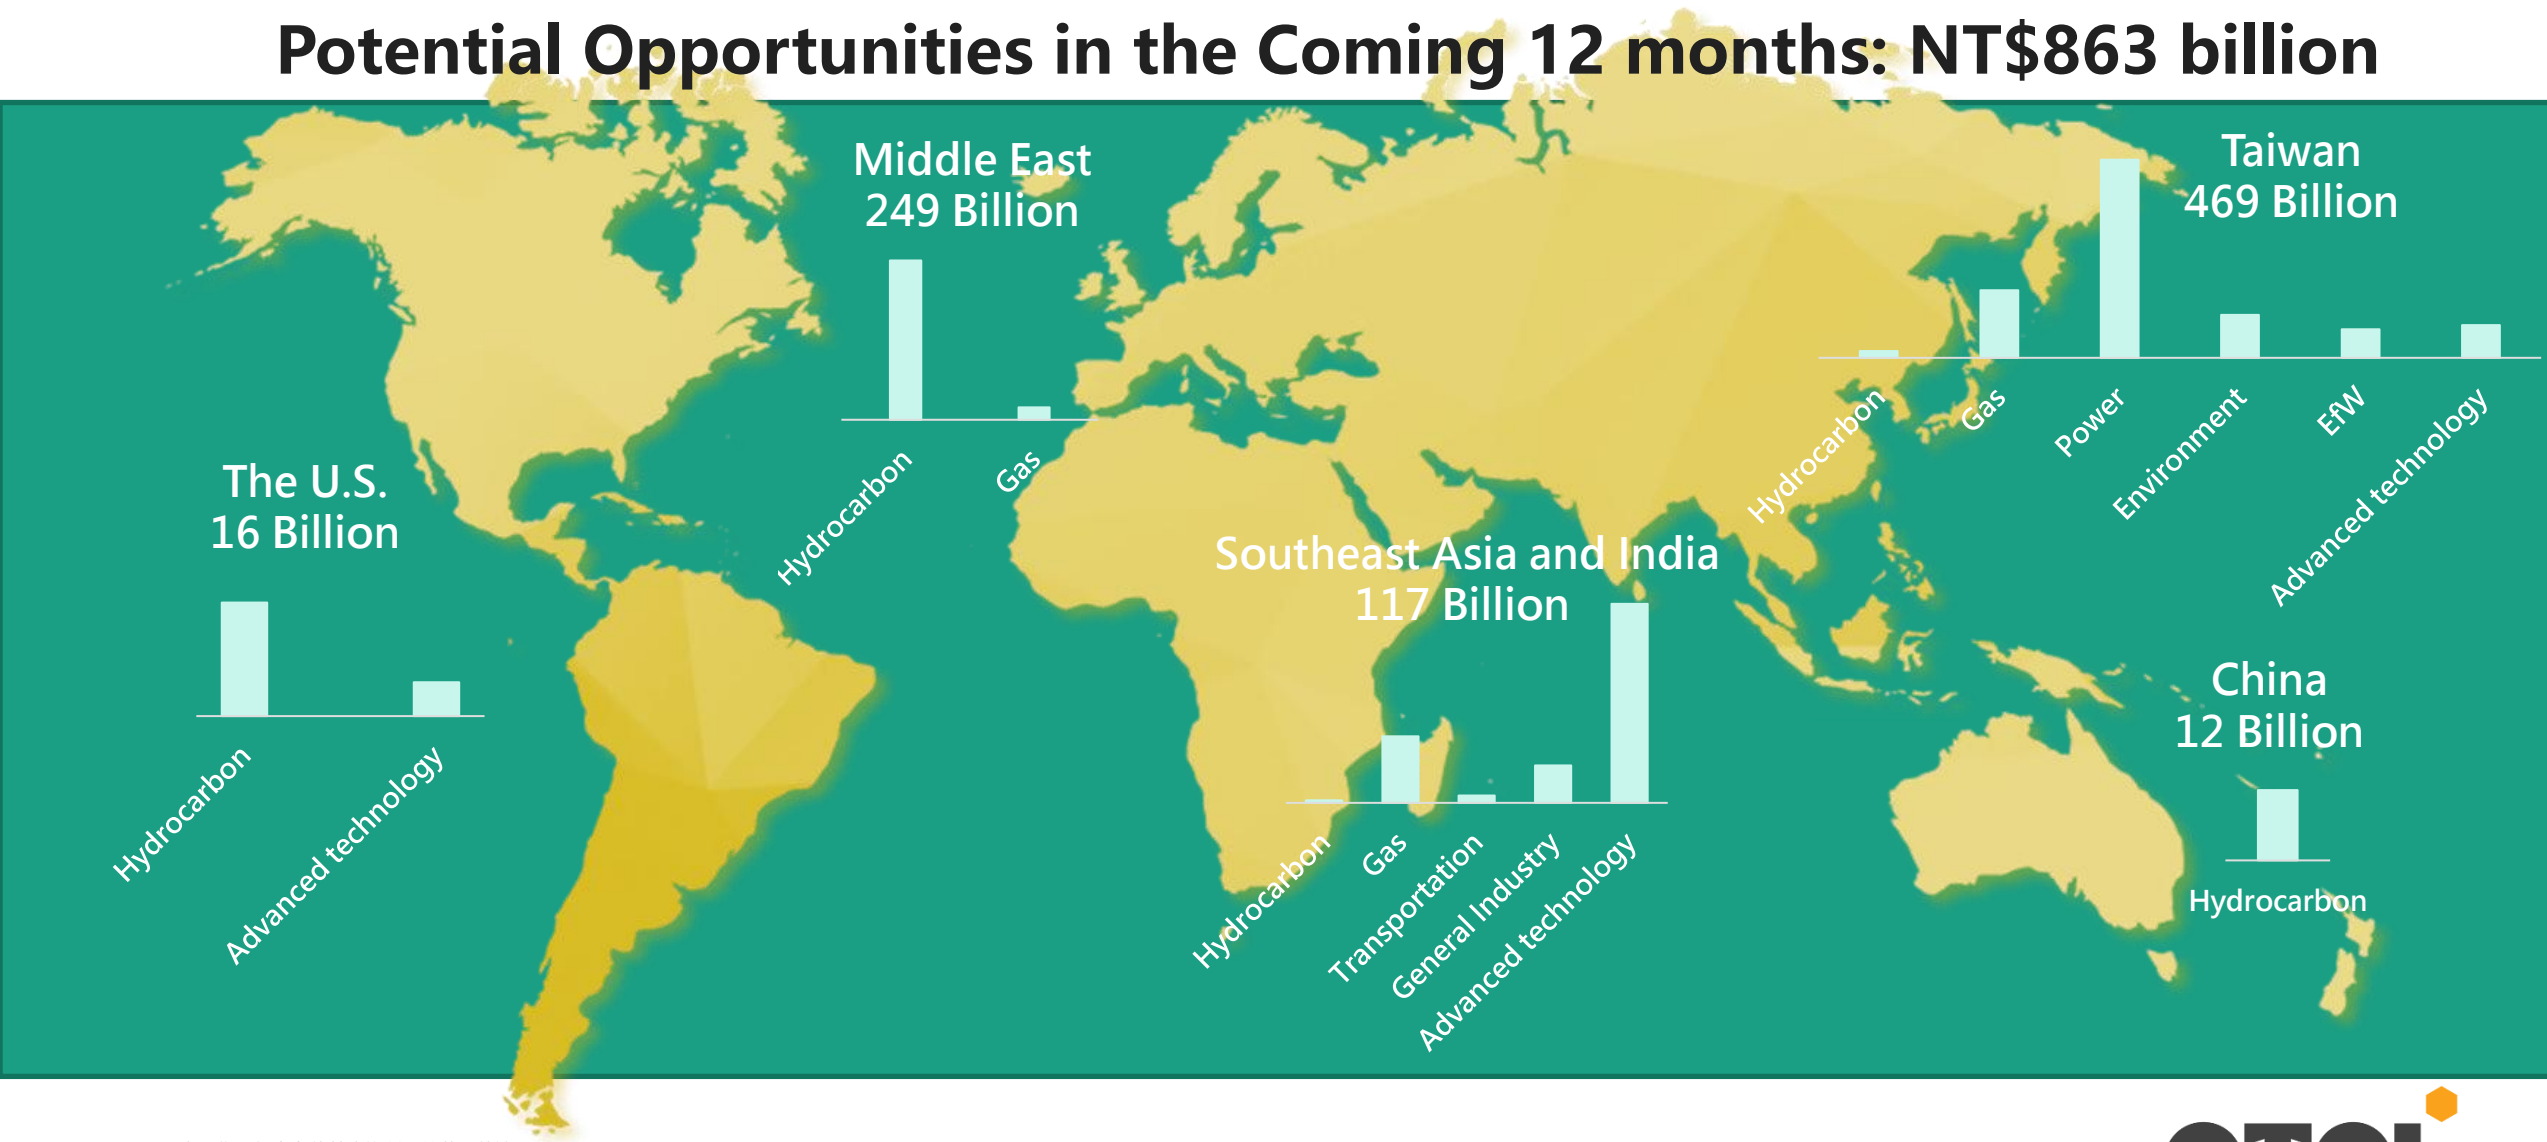 Potential Opportunities in the Coming 12 months: NT$863 billion
Middle East
249 Billion
Hydrocarbon
Gas
Taiwan
469 Billion
Hydrocarbon
Gas
Power
Environment
EfW
Advanced technology
The U.S.
16 Billion
Hydrocarbon
Advanced technology
Southeast Asia and India
117 Billion
Hydrocarbon
Gas
Transportation
General Industry
Advanced technology
China
12 Billion
Hydrocarbon